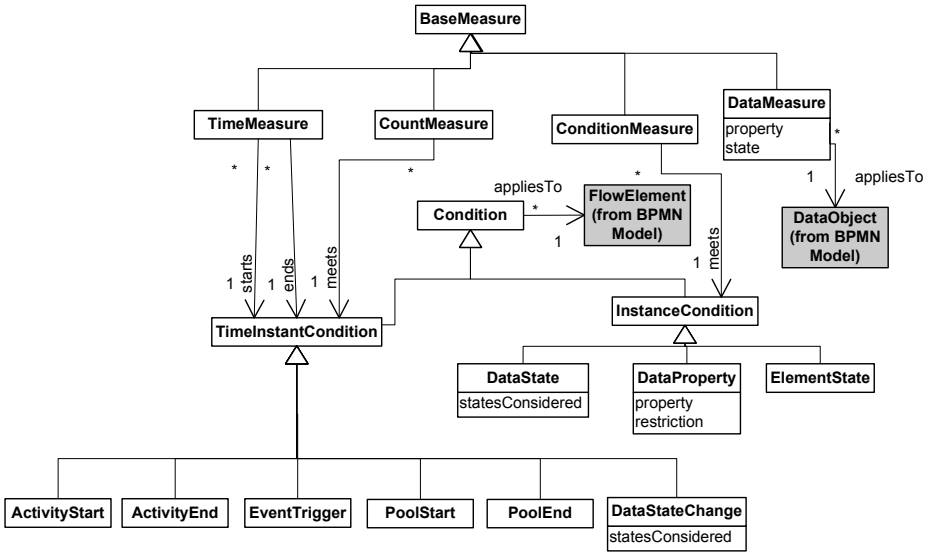 BaseMeasure
TimeMeasure
CountMeasure
ConditionMeasure
DataMeasure
property
state
*
*
*
*
*
appliesTo
1
appliesTo
*
1
Condition
FlowElement
(from BPMN
Model)
DataObject
(from BPMN
Model)
1
starts
1
ends
1
meets
1
meets
TimeInstantCondition
InstanceCondition
DataState
statesConsidered
DataProperty
property
restriction
ElementState
ActivityStart
ActivityEnd
EventTrigger
PoolStart
PoolEnd
DataStateChange
statesConsidered